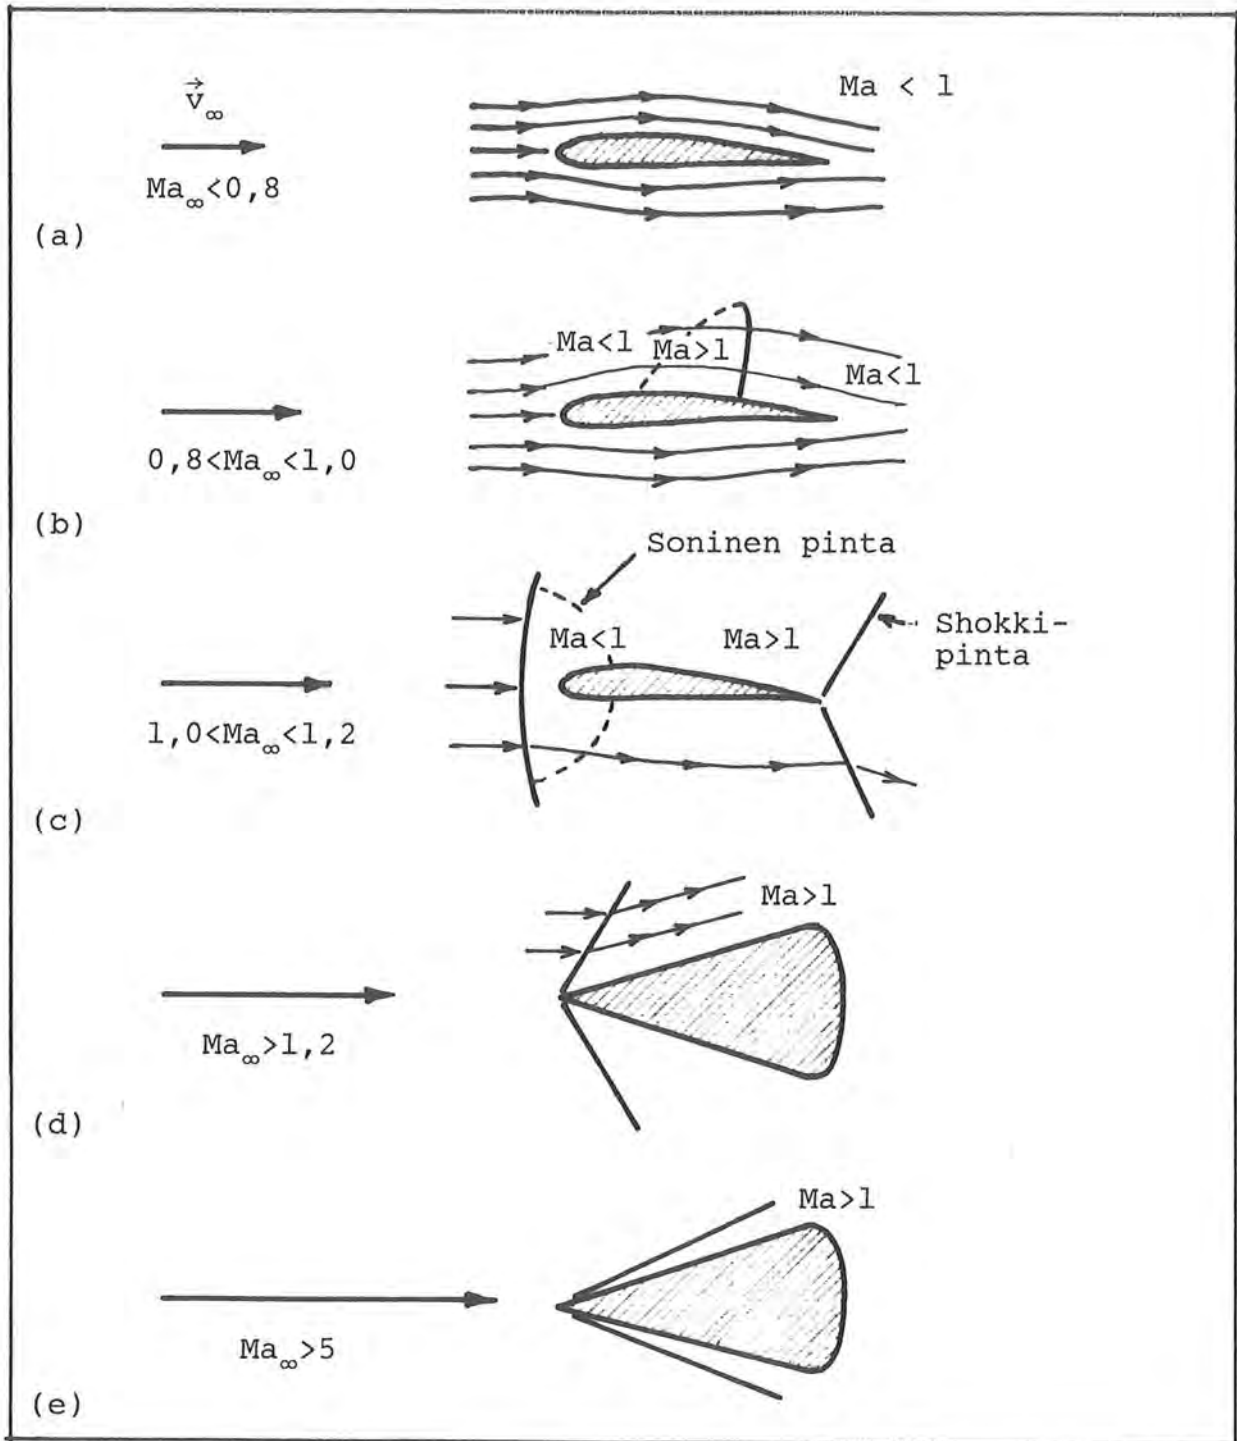 v⃗∞
Ma < 1
Ma∞<0,8
(a)
Ma<1
Ma>1
Ma<1
0,8<Ma∞<1,0
(b)
Soninen pinta
Ma<1
Ma>1
Shokki-
pinta
1,0<Ma∞<1,2
(c)
Ma>1
Ma∞>1,2
(d)
Ma>1
Ma∞>5
(e)